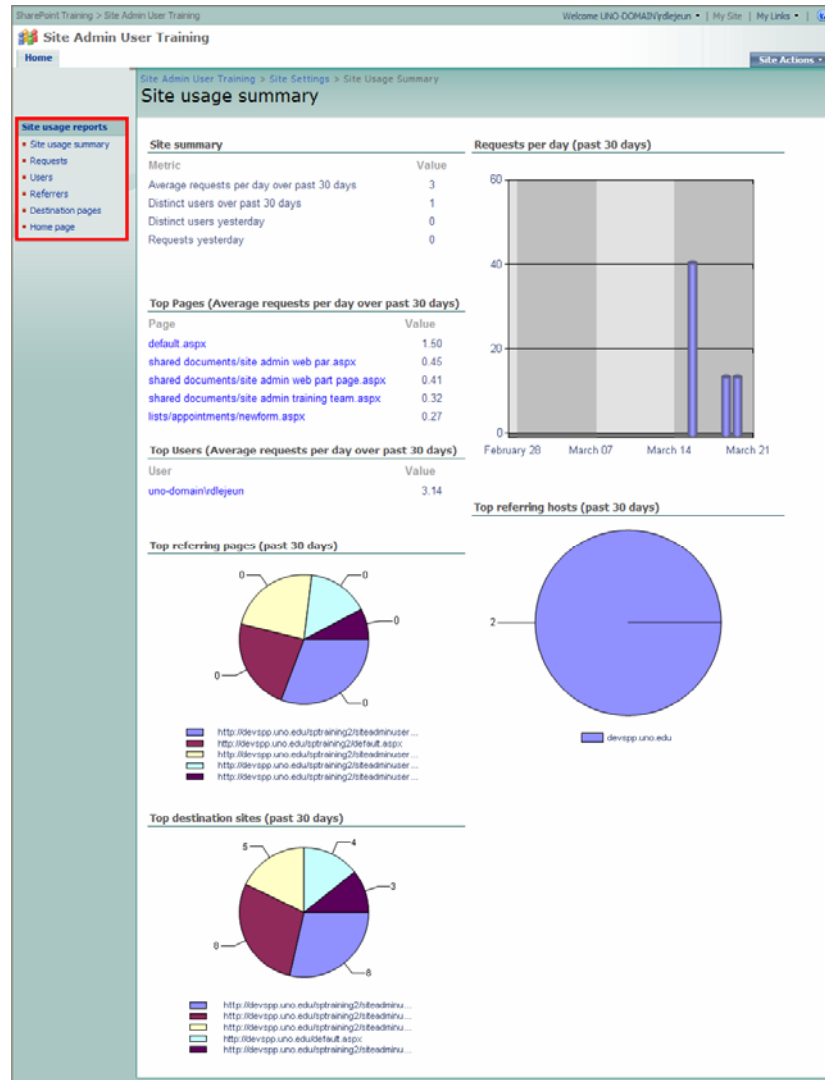 SharePoint Training > Site Admin User Training
Welcome UNO-DOMAIN\rdlejeun | My Site | My Links |
Site Admin User Training
Home
Site Actions
Site Admin User Training > Site Settings > Site Usage Summary
Site usage summary
Site usage reports
Site usage summary
Requests
Users
Referrers
Destination pages
Home page
Site summary
Metric Value
Average requests per day over past 30 days 3
Distinct users over past 30 days 1
Distinct users yesterday 0
Requests yesterday 0
Top Pages (Average requests per day over past 30 days)
Page Value
default.aspx 1.50
shared documents/site admin web par.aspx 0.45
shared documents/site admin web part page.aspx 0.41
shared documents/site admin training team.aspx 0.32
lists/appointments/newform.aspx 0.27
Top Users (Average requests per day over past 30 days)
User Value
uno-domain\rdlejeun 3.14
Requests per day (past 30 days)
60
40
20
0
February 28 March 07 March 14 March 21
Top referring pages (past 30 days)
0 0
0
0
0
http://devspp.uno.edu/sptraining2/siteadminuser...
http://devspp.uno.edu/sptraining2/default.aspx
http://devspp.uno.edu/sptraining2/siteadminuser...
http://devspp.uno.edu/sptraining2/siteadminuser...
http://devspp.uno.edu/sptraining2/siteadminuser...
Top referring hosts (past 30 days)
2
devspp.uno.edu
Top destination sites (past 30 days)
5 4
3
8
8
http://devspp.uno.edu/sptraining2/siteadminu...
http://devspp.uno.edu/sptraining2/siteadminu...
http://devspp.uno.edu/sptraining2/siteadminu...
http://devspp.uno.edu/default.aspx
http://devspp.uno.edu/sptraining2/siteadminu...